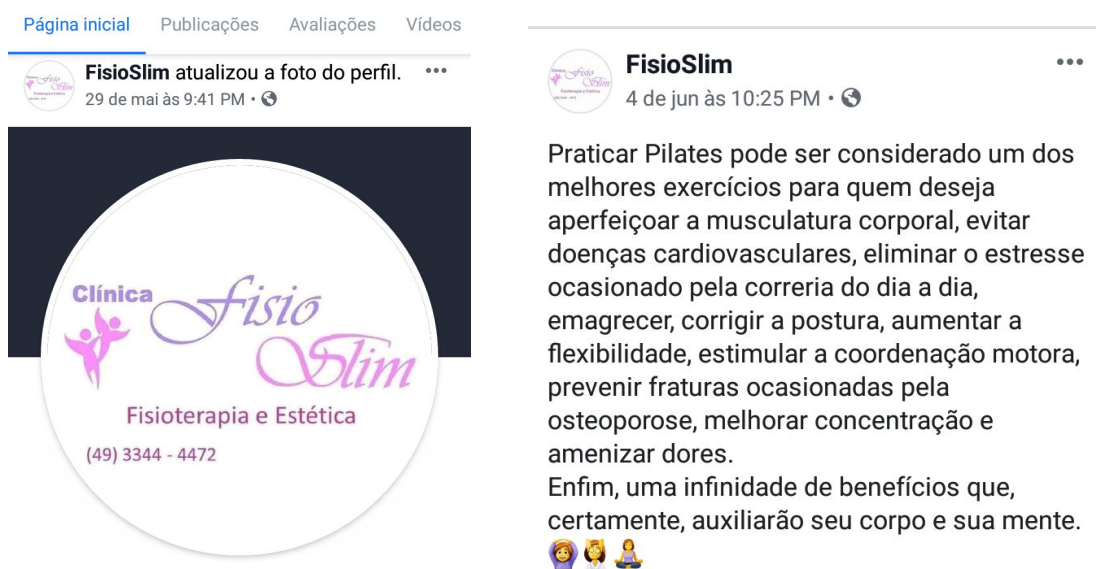 Página inicial Publicações Avaliações Vídeos
FisioSlim atualizou a foto do perfil.
29 de mai às 9:41 PM
Clínica Fisio
Slim
Fisioterapia e Estética
(49) 3344 - 4472
FisioSlim
4 de jun às 10:25 PM
Praticar Pilates pode ser considerado um dos
melhores exercícios para quem deseja
aperfeiçoar a musculatura corporal, evitar
doenças cardiovasculares, eliminar o estresse
ocasionado pela correria do dia a dia,
emagrecer, corrigir a postura, aumentar a
flexibilidade, estimular a coordenação motora,
prevenir fraturas ocasionadas pela
osteoporose, melhorar concentração e
amenizar dores.
Enfim, uma infinidade de benefícios que,
certamente, auxiliarão seu corpo e sua mente.